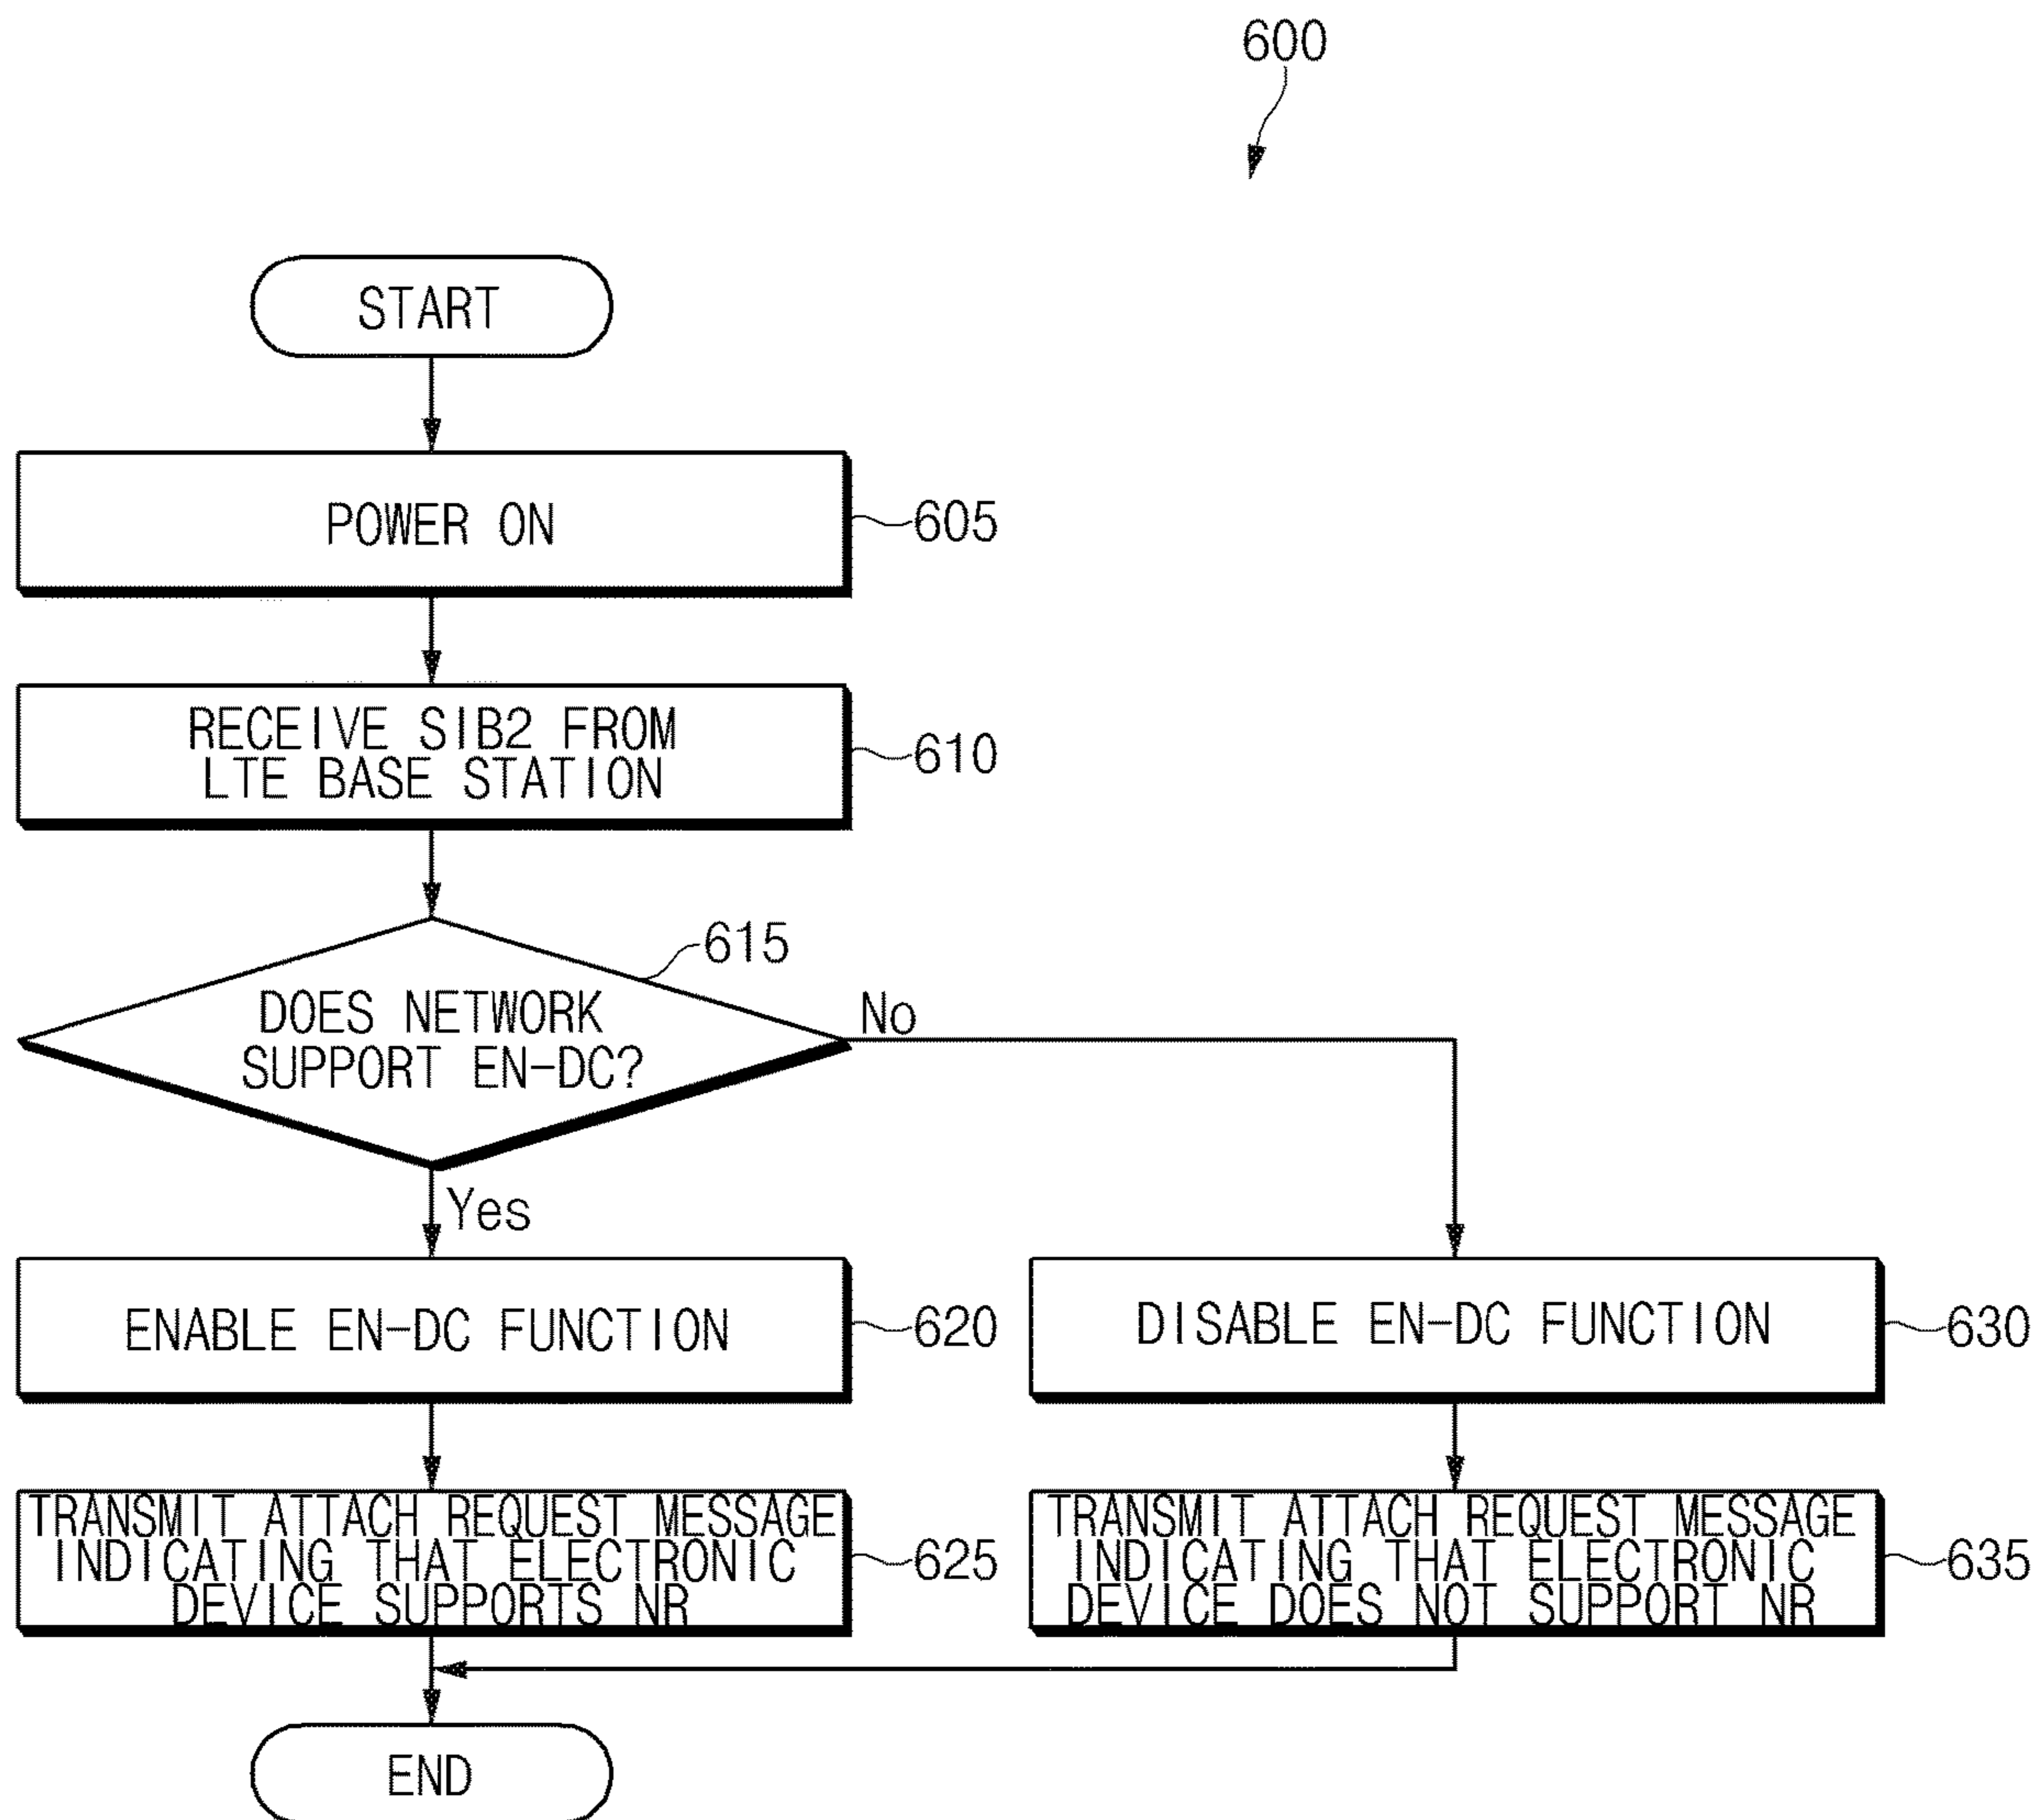 600
START
POWER ON
605
RECEIVE SIB2 FROM
LTE BASE STATION
610
615
DOES NETWORK
SUPPORT EN-DC?
No
Yes
ENABLE EN-DC FUNCTION
620
DISABLE EN-DC FUNCTION
630
TRANSMIT ATTACH REQUEST MESSAGE
INDICATING THAT ELECTRONIC
DEVICE SUPPORTS NR
625
TRANSMIT ATTACH REQUEST MESSAGE
INDICATING THAT ELECTRONIC
DEVICE DOES NOT SUPPORT NR
635
END